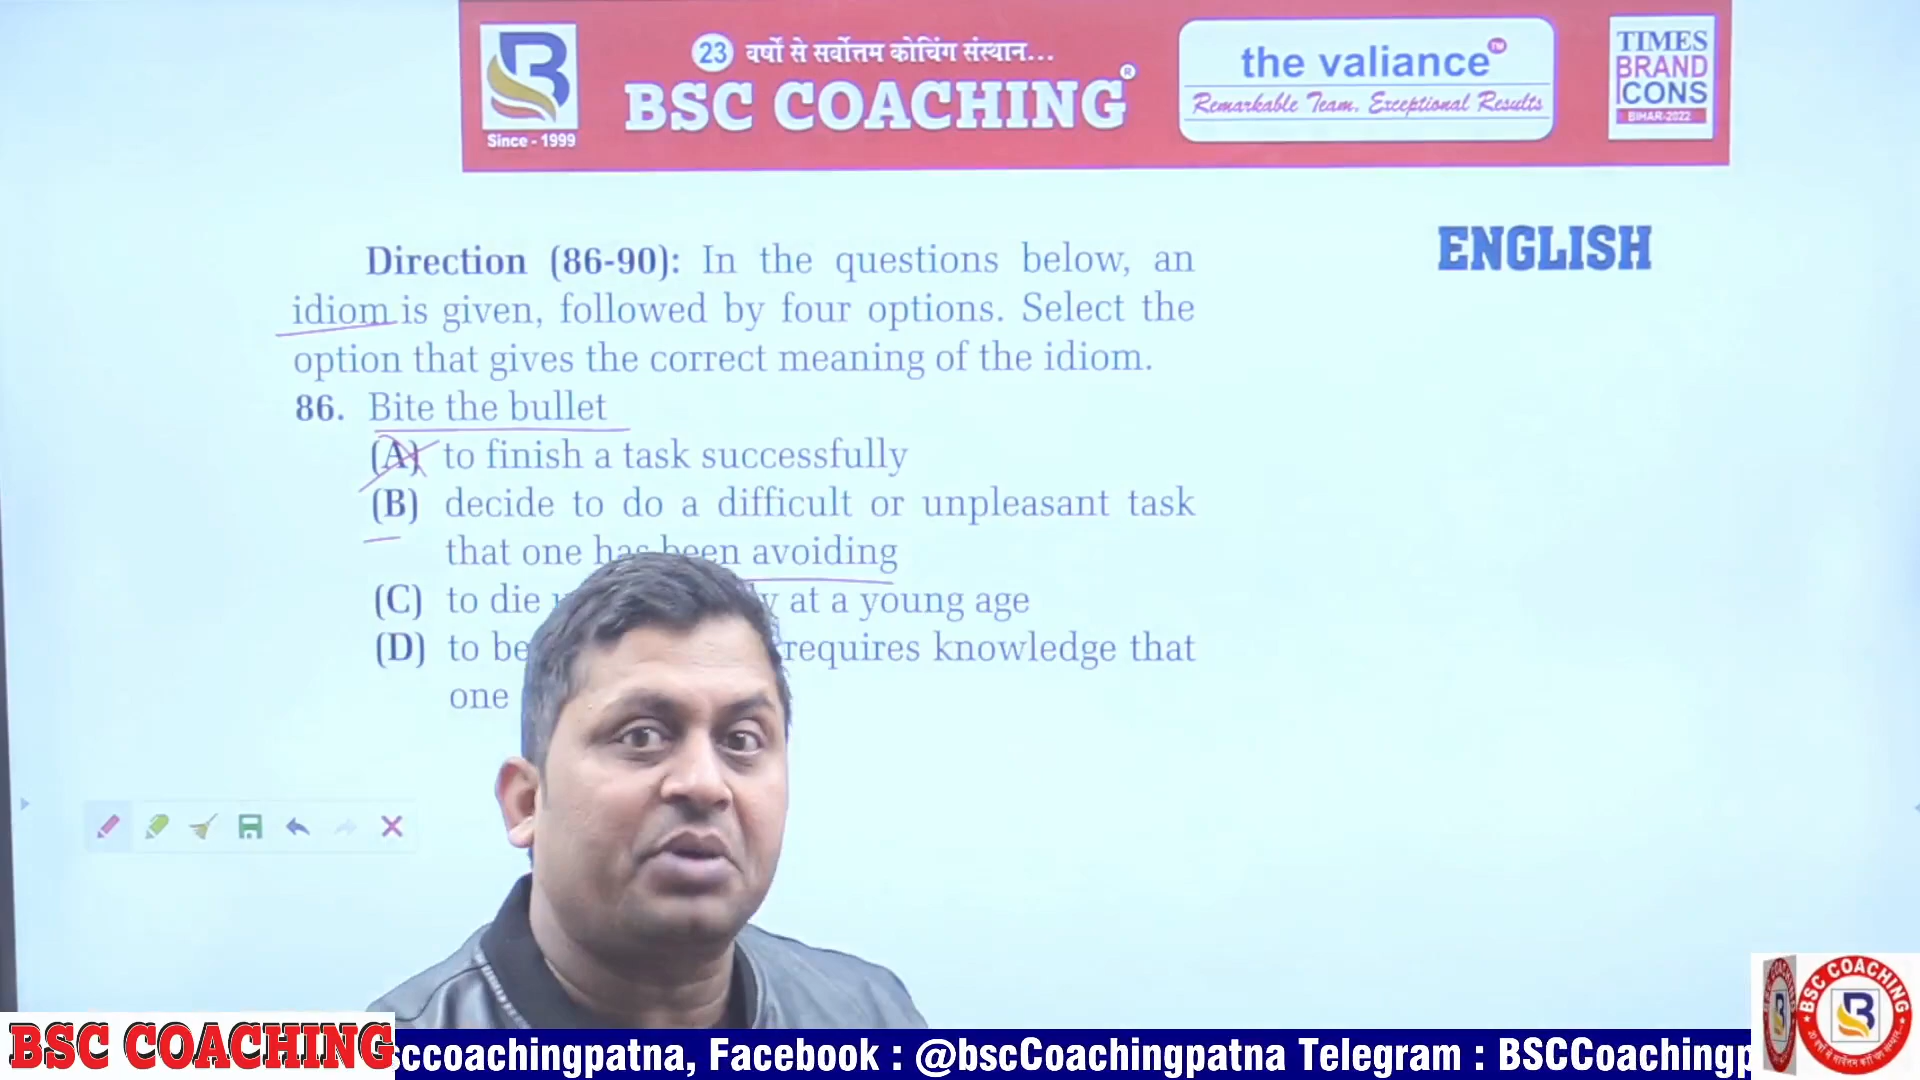 23 वर्षों से सर्वोत्तम कोचिंग संस्थान...
BSC COACHING®
Since - 1999
the valiance™
Remarkable Team, Exceptional Results
TIMES
BRAND
ICONS
BIHAR-2022
ENGLISH
Direction (86-90): In the questions below, an
idiom is given, followed by four options. Select the
option that gives the correct meaning of the idiom.
86. Bite the bullet
(A) to finish a task successfully
(B) decide to do a difficult or unpleasant task
that one has been avoiding
(C) to die at a young age
(D) to be requires knowledge that
one
BSC COACHING
sccoachingpatna, Facebook : @bscCoachingpatna Telegram : BSCCoachingp
BSC COACHING